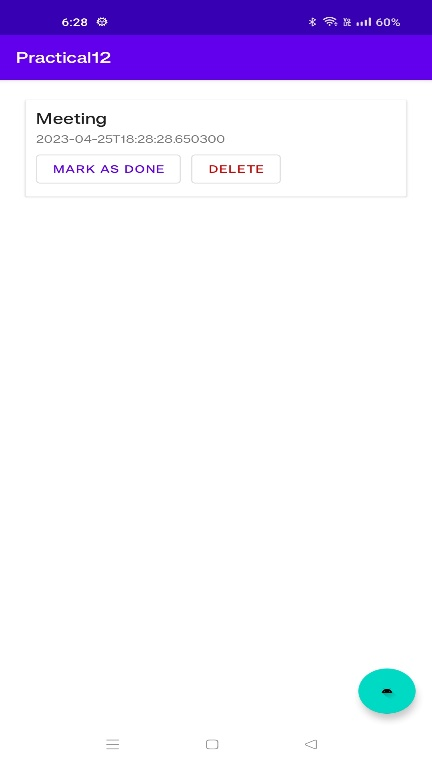 6:28 60%
Practical12
Meeting
2023-04-25T18:28:28.650300
MARK AS DONE DELETE